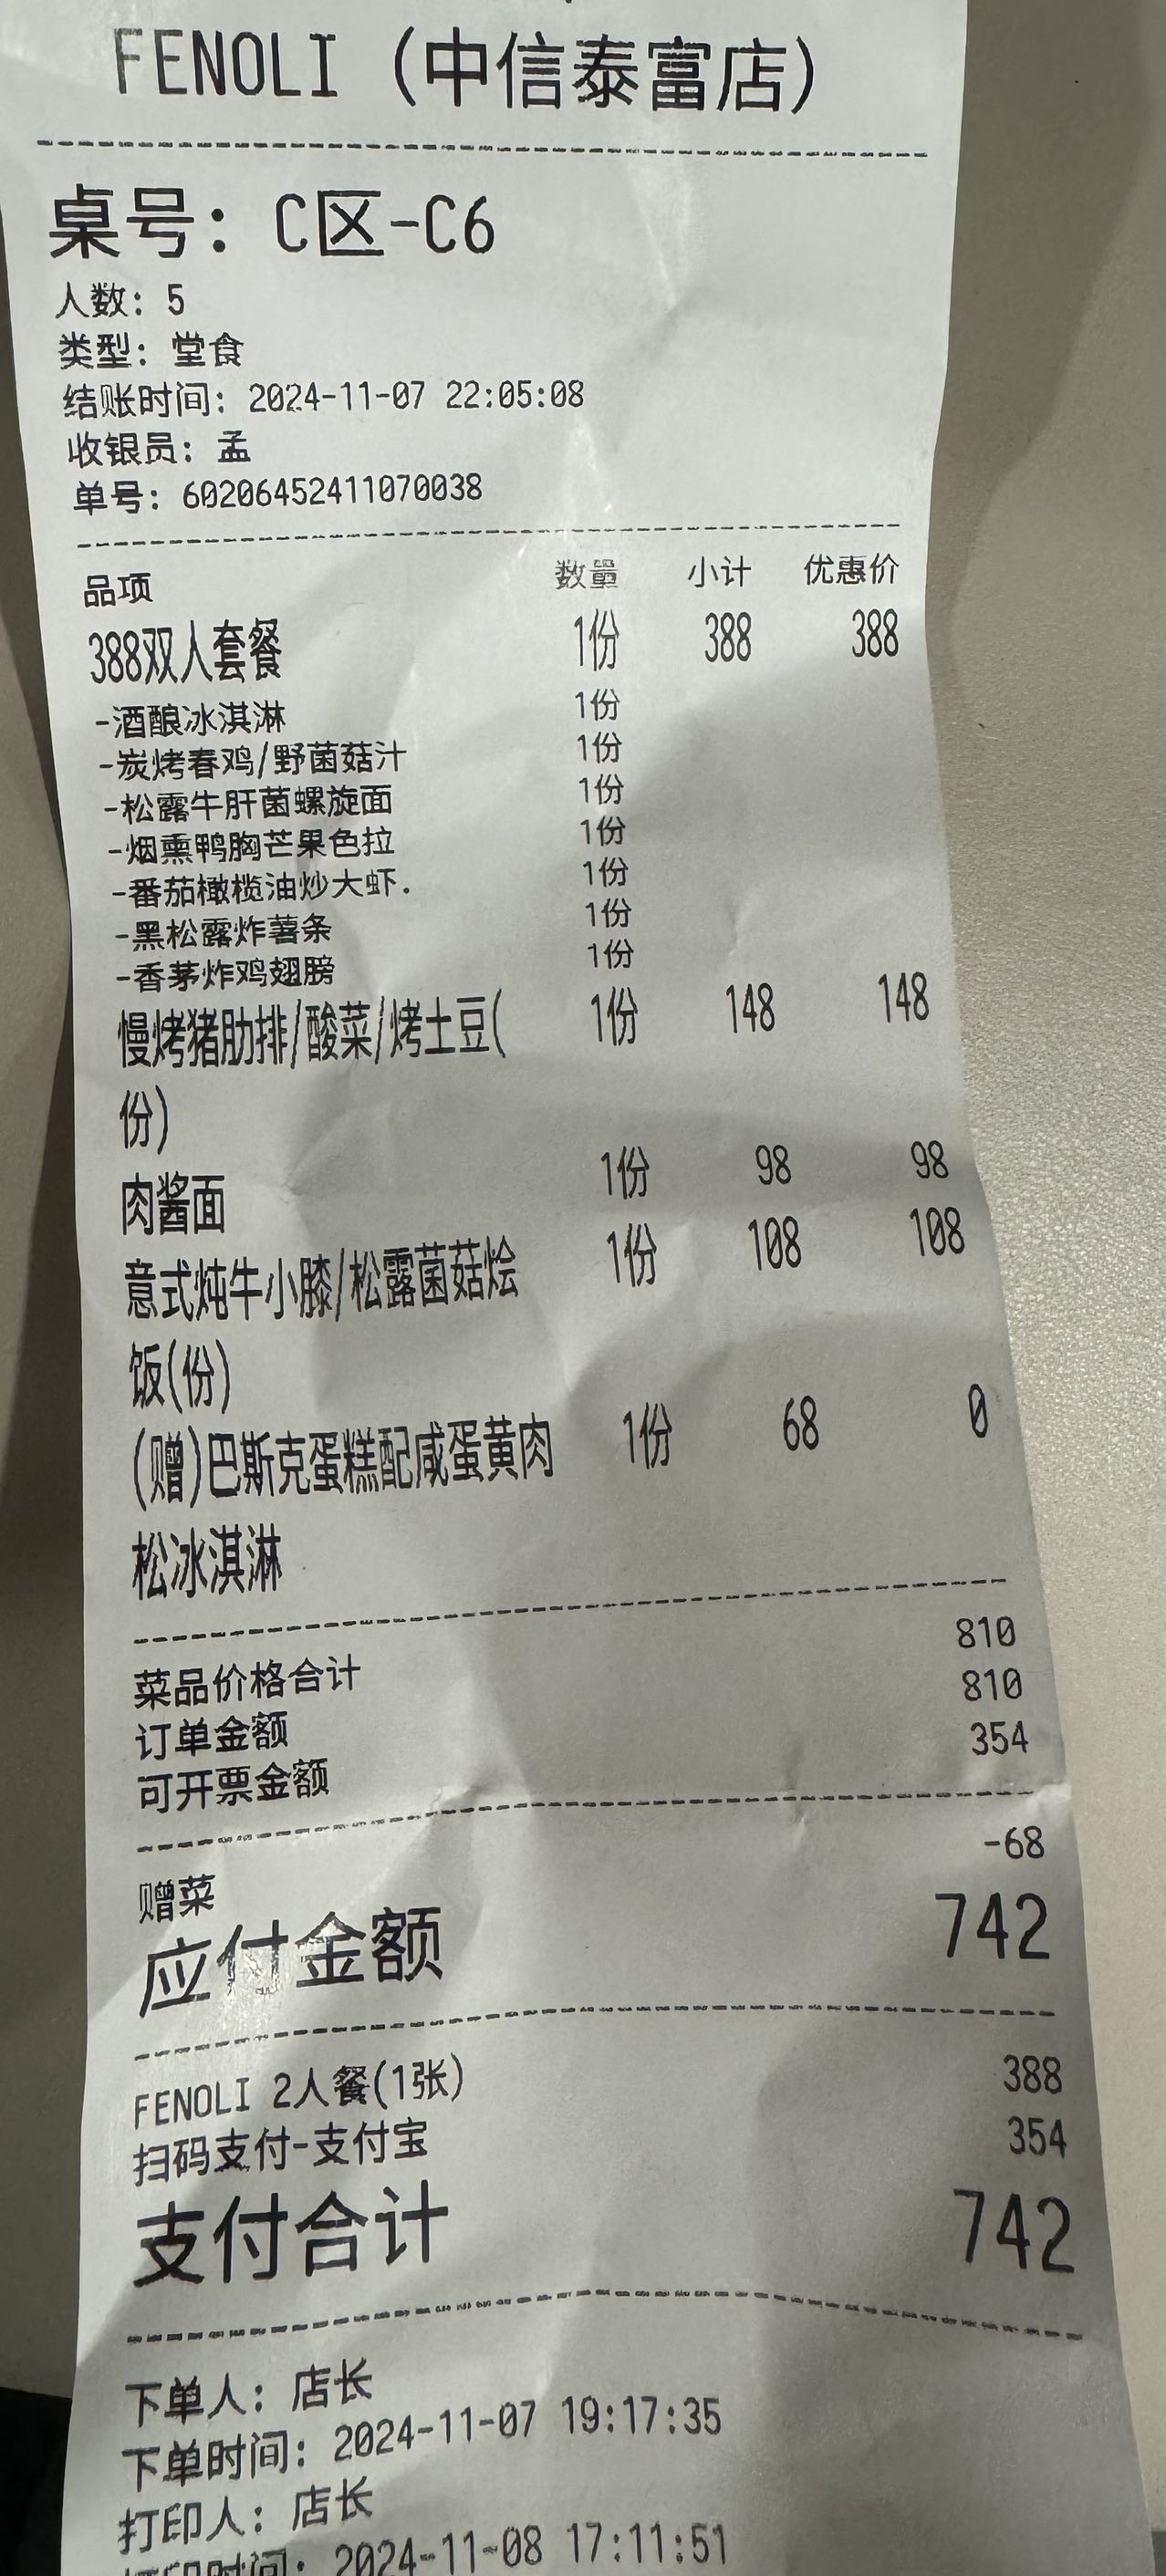 FENOLI (中信泰富店)
桌号: C区-C6
人数: 5
类型: 堂食
结账时间: 2024-11-07 22:05:08
收银员: 孟
单号: 60206452411070038
品项 数量 小计 优惠价
388双人套餐 1份 388 388
-酒酿冰淇淋 1份
-炭烤春鸡/野菌菇汁 1份
-松露牛肝菌螺旋面 1份
-烟熏鸭胸芒果色拉 1份
-番茄橄榄油炒大虾. 1份
-黑松露炸薯条 1份
-香茅炸鸡翅膀 1份
慢烤猪肋排/酸菜/烤土豆( 1份 148 148
份)
肉酱面 1份 98 98
意式炖牛小膝/松露菌菇烩 1份 108 108
饭(份)
(赠)巴斯克蛋糕配咸蛋黄肉 1份 68 0
松冰淇淋
菜品价格合计 810
订单金额 810
可开票金额 354
赠菜 -68
应付金额 742
FENOLI 2人餐(1张) 388
扫码支付-支付宝 354
支付合计 742
下单人: 店长
下单时间: 2024-11-07 19:17:35
打印人: 店长
打印时间: 2024-11-08 17:11:51